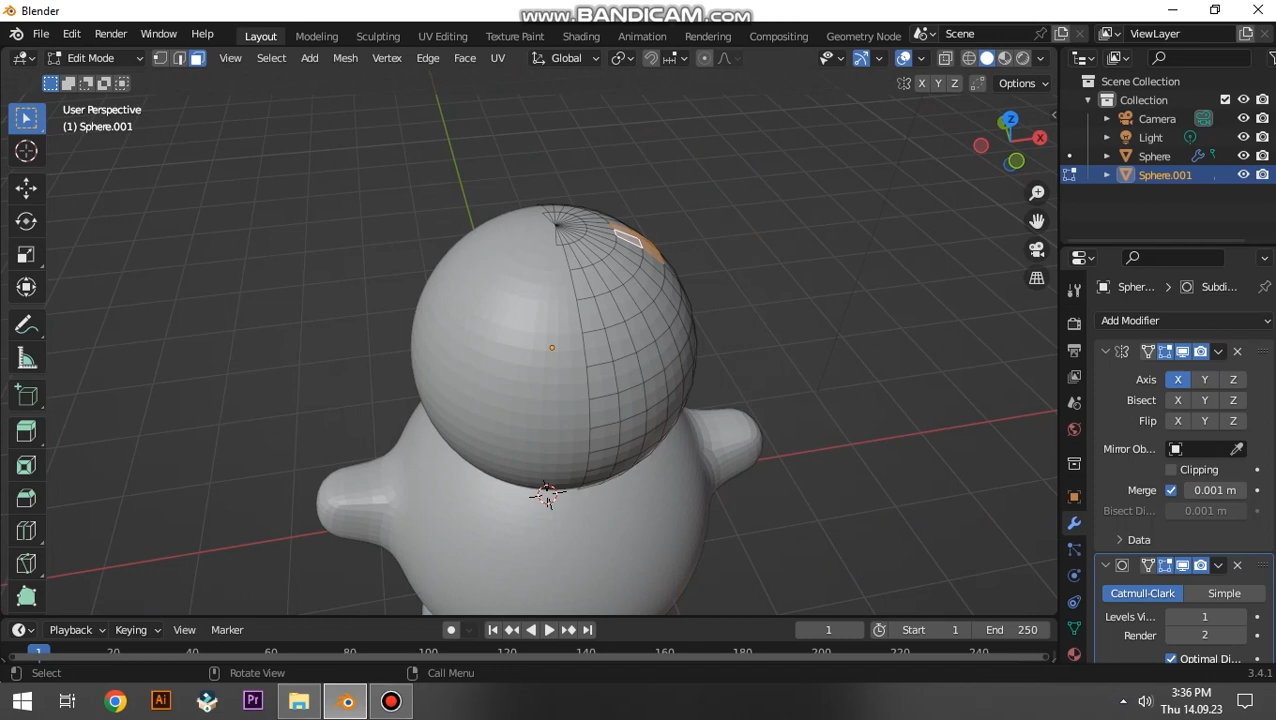 Blender
www.BANDICAM.com
File Edit Render Window Help
Layout Modeling Sculpting UV Editing Texture Paint Shading Animation Rendering Compositing Geometry Node
Scene
ViewLayer
Edit Mode
View Select Add Mesh Vertex Edge Face UV
Global
X Y Z
Options
User Perspective
(1) Sphere.001
Z
X
Scene Collection
Collection
Camera
Light
Sphere
Sphere.001
Spher...
Subdi...
Add Modifier
Axis X Y Z
Bisect X Y Z
Flip X Y Z
Mirror Ob...
Clipping
Merge 0.001 m
Bisect Di... 0.001 m
Data
Catmull-Clark Simple
Levels Vi... 1
Render 2
Optimal Di...
Playback Keying View Marker
1
Start 1 End 250
1 20 40 60 80 100 120 140 160 180 200 220 240
Select
Rotate View
Call Menu
3.4.1
Ai
Pr
3:36 PM
Thu 14.09.23